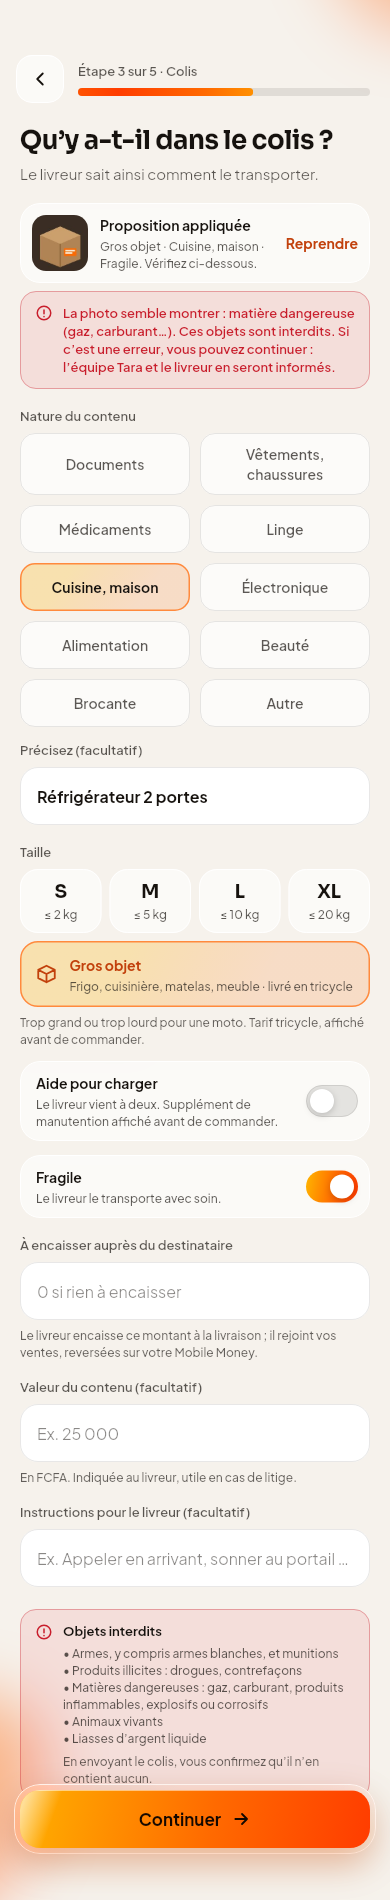 Étape 3 sur 5 · Colis
Qu’y a-t-il dans le colis ?
Le livreur sait ainsi comment le transporter.
Proposition appliquée
Gros objet · Cuisine, maison ·
Fragile. Vérifiez ci-dessous.
Reprendre
La photo semble montrer : matière dangereuse
(gaz, carburant…). Ces objets sont interdits. Si
c’est une erreur, vous pouvez continuer :
l’équipe Tara et le livreur en seront informés.
Nature du contenu
Documents
Vêtements,
chaussures
Médicaments
Linge
Cuisine, maison
Électronique
Alimentation
Beauté
Brocante
Autre
Précisez (facultatif)
Réfrigérateur 2 portes
Taille
S
≤ 2 kg
M
≤ 5 kg
L
≤ 10 kg
XL
≤ 20 kg
Gros objet
Frigo, cuisinière, matelas, meuble · livré en tricycle
Trop grand ou trop lourd pour une moto. Tarif tricycle, affiché
avant de commander.
Aide pour charger
Le livreur vient à deux. Supplément de
manutention affiché avant de commander.
Fragile
Le livreur le transporte avec soin.
À encaisser auprès du destinataire
0 si rien à encaisser
Le livreur encaisse ce montant à la livraison ; il rejoint vos
ventes, reversées sur votre Mobile Money.
Valeur du contenu (facultatif)
Ex. 25 000
En FCFA. Indiquée au livreur, utile en cas de litige.
Instructions pour le livreur (facultatif)
Ex. Appeler en arrivant, sonner au portail …
Objets interdits
• Armes, y compris armes blanches, et munitions
• Produits illicites : drogues, contrefaçons
• Matières dangereuses : gaz, carburant, produits
inflammables, explosifs ou corrosifs
• Animaux vivants
• Liasses d’argent liquide
En envoyant le colis, vous confirmez qu’il n’en
contient aucun.
Continuer →